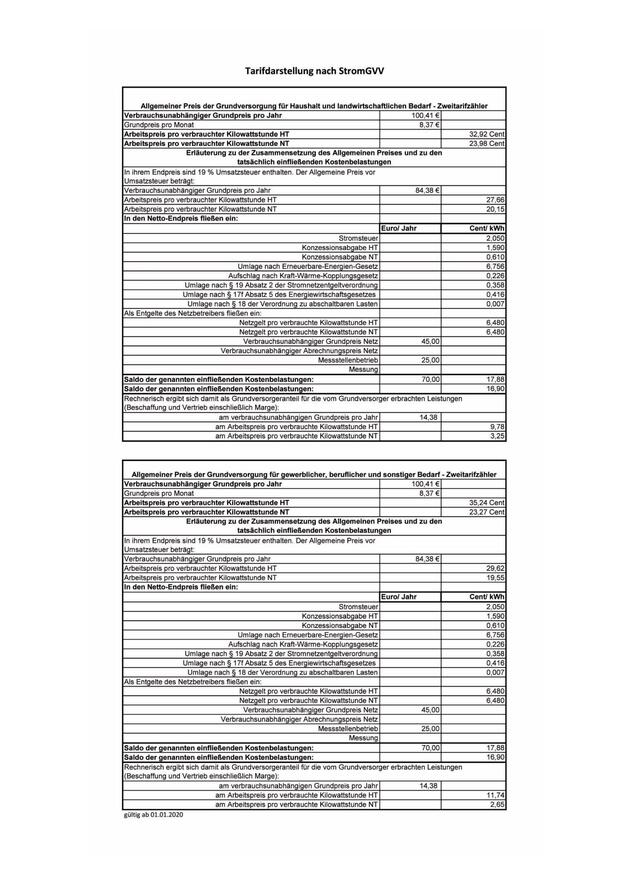 Tarifdarstellung nach StromGVV
Allgemeiner Preis der Grundversorgung für Haushalt und landwirtschaftlichen Bedarf - Zweitarifzähler
Verbrauchsunabhängiger Grundpreis pro Jahr 100,41 €
Grundpreis pro Monat 8,37 €
Arbeitspreis pro verbrauchter Kilowattstunde HT 32,92 Cent
Arbeitspreis pro verbrauchter Kilowattstunde NT 23,98 Cent
Erläuterung zu der Zusammensetzung des Allgemeinen Preises und zu den
tatsächlich einfließenden Kostenbelastungen
In ihrem Endpreis sind 19 % Umsatzsteuer enthalten. Der Allgemeine Preis vor
Umsatzsteuer beträgt:
Verbrauchsunabhängiger Grundpreis pro Jahr 84,38 €
Arbeitspreis pro verbrauchter Kilowattstunde HT 27,66
Arbeitspreis pro verbrauchter Kilowattstunde NT 20,15
In den Netto-Endpreis fließen ein:
Euro/ Jahr Cent/ kWh
Stromsteuer 2,050
Konzessionsabgabe HT 1,590
Konzessionsabgabe NT 0,610
Umlage nach Erneuerbare-Energien-Gesetz 6,756
Aufschlag nach Kraft-Wärme-Kopplungsgesetz 0,226
Umlage nach § 19 Absatz 2 der Stromnetzentgeltverordnung 0,358
Umlage nach § 17f Absatz 5 des Energiewirtschaftsgesetzes 0,416
Umlage nach § 18 der Verordnung zu abschaltbaren Lasten 0,007
Als Entgelte des Netzbetreibers fließen ein:
Netzgelt pro verbrauchte Kilowattstunde HT 6,480
Netzgelt pro verbrauchte Kilowattstunde NT 6,480
Verbrauchsunabhängiger Grundpreis Netz 45,00
Verbrauchsunabhängiger Abrechnungspreis Netz
Messstellenbetrieb 25,00
Messung
Saldo der genannten einfließenden Kostenbelastungen: 70,00 17,88
Saldo der genannten einfließenden Kostenbelastungen: 16,90
Rechnerisch ergibt sich damit als Grundversorgeranteil für die vom Grundversorger erbrachten Leistungen
(Beschaffung und Vertrieb einschließlich Marge):
am verbrauchsunabhängigen Grundpreis pro Jahr 14,38
am Arbeitspreis pro verbrauchte Kilowattstunde HT 9,78
am Arbeitspreis pro verbrauchte Kilowattstunde NT 3,25
Allgemeiner Preis der Grundversorgung für gewerblicher, beruflicher und sonstiger Bedarf - Zweitarifzähler
Verbrauchsunabhängiger Grundpreis pro Jahr 100,41 €
Grundpreis pro Monat 8,37 €
Arbeitspreis pro verbrauchter Kilowattstunde HT 35,24 Cent
Arbeitspreis pro verbrauchter Kilowattstunde NT 23,27 Cent
Erläuterung zu der Zusammensetzung des Allgemeinen Preises und zu den
tatsächlich einfließenden Kostenbelastungen
In ihrem Endpreis sind 19 % Umsatzsteuer enthalten. Der Allgemeine Preis vor
Umsatzsteuer beträgt:
Verbrauchsunabhängiger Grundpreis pro Jahr 84,38 €
Arbeitspreis pro verbrauchter Kilowattstunde HT 29,62
Arbeitspreis pro verbrauchter Kilowattstunde NT 19,55
In den Netto-Endpreis fließen ein:
Euro/ Jahr Cent/ kWh
Stromsteuer 2,050
Konzessionsabgabe HT 1,590
Konzessionsabgabe NT 0,610
Umlage nach Erneuerbare-Energien-Gesetz 6,756
Aufschlag nach Kraft-Wärme-Kopplungsgesetz 0,226
Umlage nach § 19 Absatz 2 der Stromnetzentgeltverordnung 0,358
Umlage nach § 17f Absatz 5 des Energiewirtschaftsgesetzes 0,416
Umlage nach § 18 der Verordnung zu abschaltbaren Lasten 0,007
Als Entgelte des Netzbetreibers fließen ein:
Netzgelt pro verbrauchte Kilowattstunde HT 6,480
Netzgelt pro verbrauchte Kilowattstunde NT 6,480
Verbrauchsunabhängiger Grundpreis Netz 45,00
Verbrauchsunabhängiger Abrechnungspreis Netz
Messstellenbetrieb 25,00
Messung
Saldo der genannten einfließenden Kostenbelastungen: 70,00 17,88
Saldo der genannten einfließenden Kostenbelastungen: 16,90
Rechnerisch ergibt sich damit als Grundversorgeranteil für die vom Grundversorger erbrachten Leistungen
(Beschaffung und Vertrieb einschließlich Marge):
am verbrauchsunabhängigen Grundpreis pro Jahr 14,38
am Arbeitspreis pro verbrauchte Kilowattstunde HT 11,74
am Arbeitspreis pro verbrauchte Kilowattstunde NT 2,65
gültig ab 01.01.2020